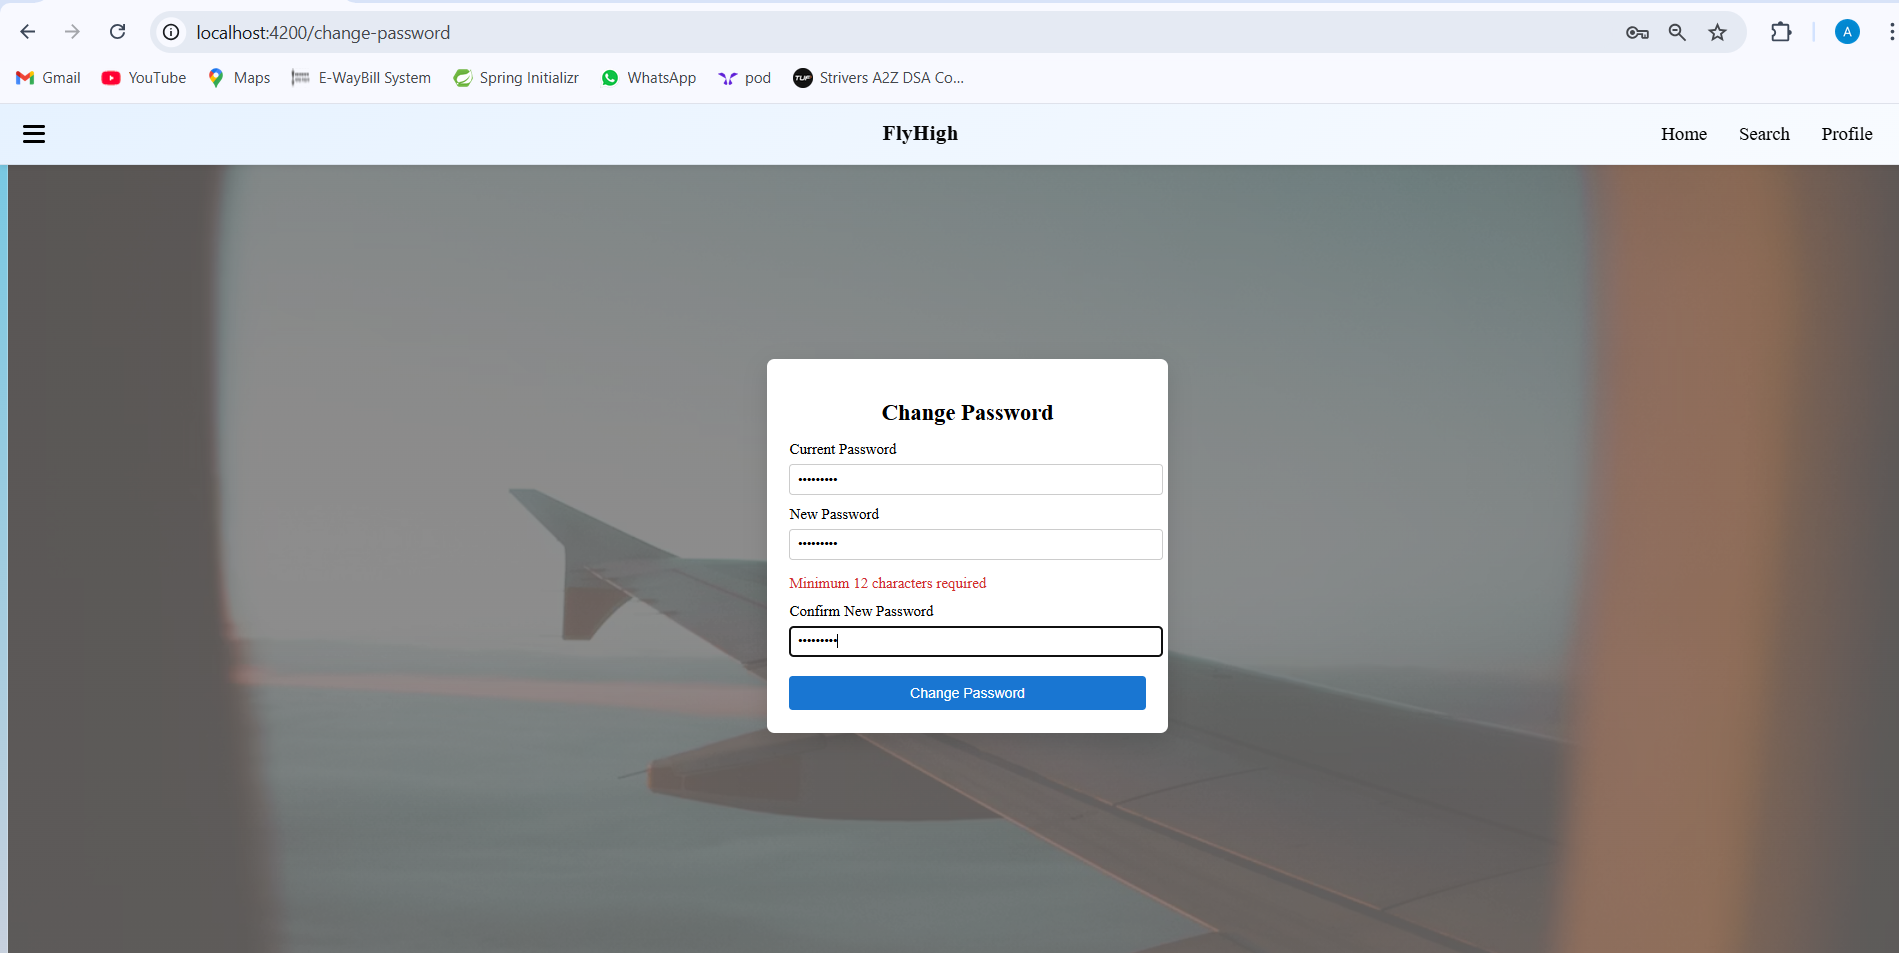 localhost:4200/change-password
A
Gmail YouTube Maps E-WayBill System Spring Initializr WhatsApp pod TUF Strivers A2Z DSA Co...
FlyHigh Home Search Profile
Change Password
Current Password
•••••••••
New Password
•••••••••
Minimum 12 characters required
Confirm New Password
•••••••••
Change Password